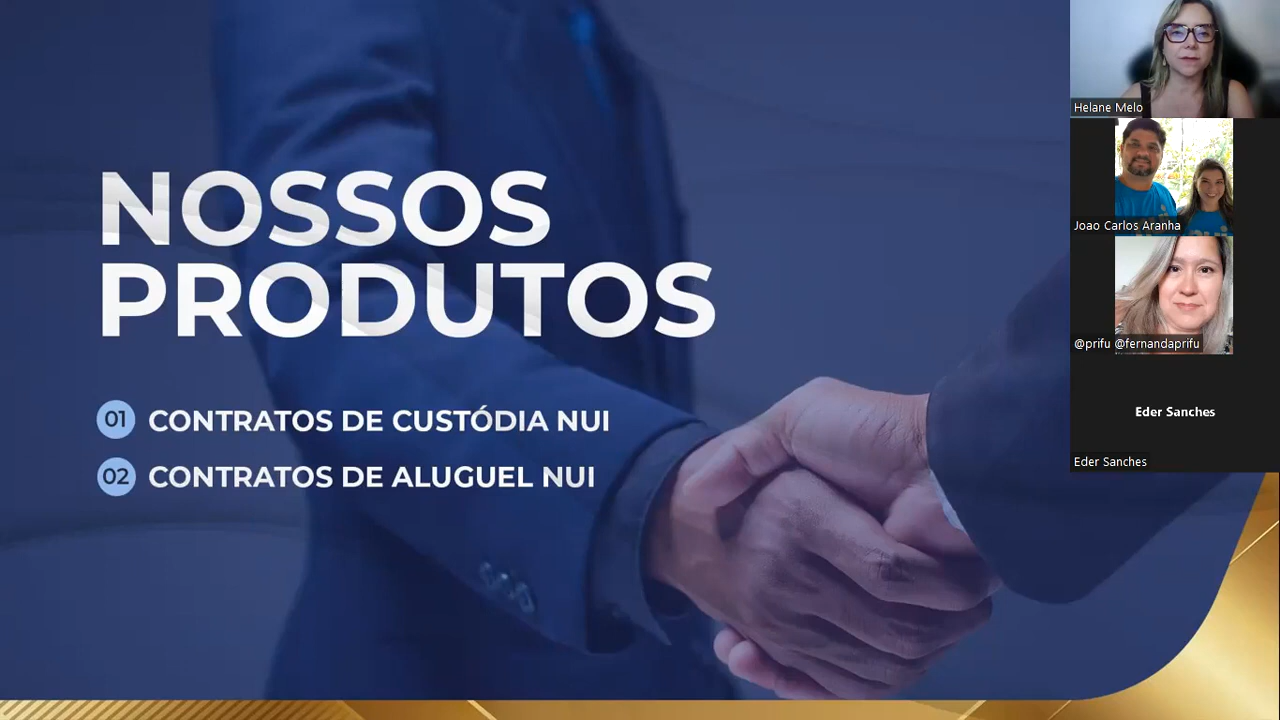 NOSSOS
PRODUTOS
01 CONTRATOS DE CUSTÓDIA NUI
02 CONTRATOS DE ALUGUEL NUI
Helane Melo
Joao Carlos Aranha
@prifu @fernandaprifu
Eder Sanches
Eder Sanches